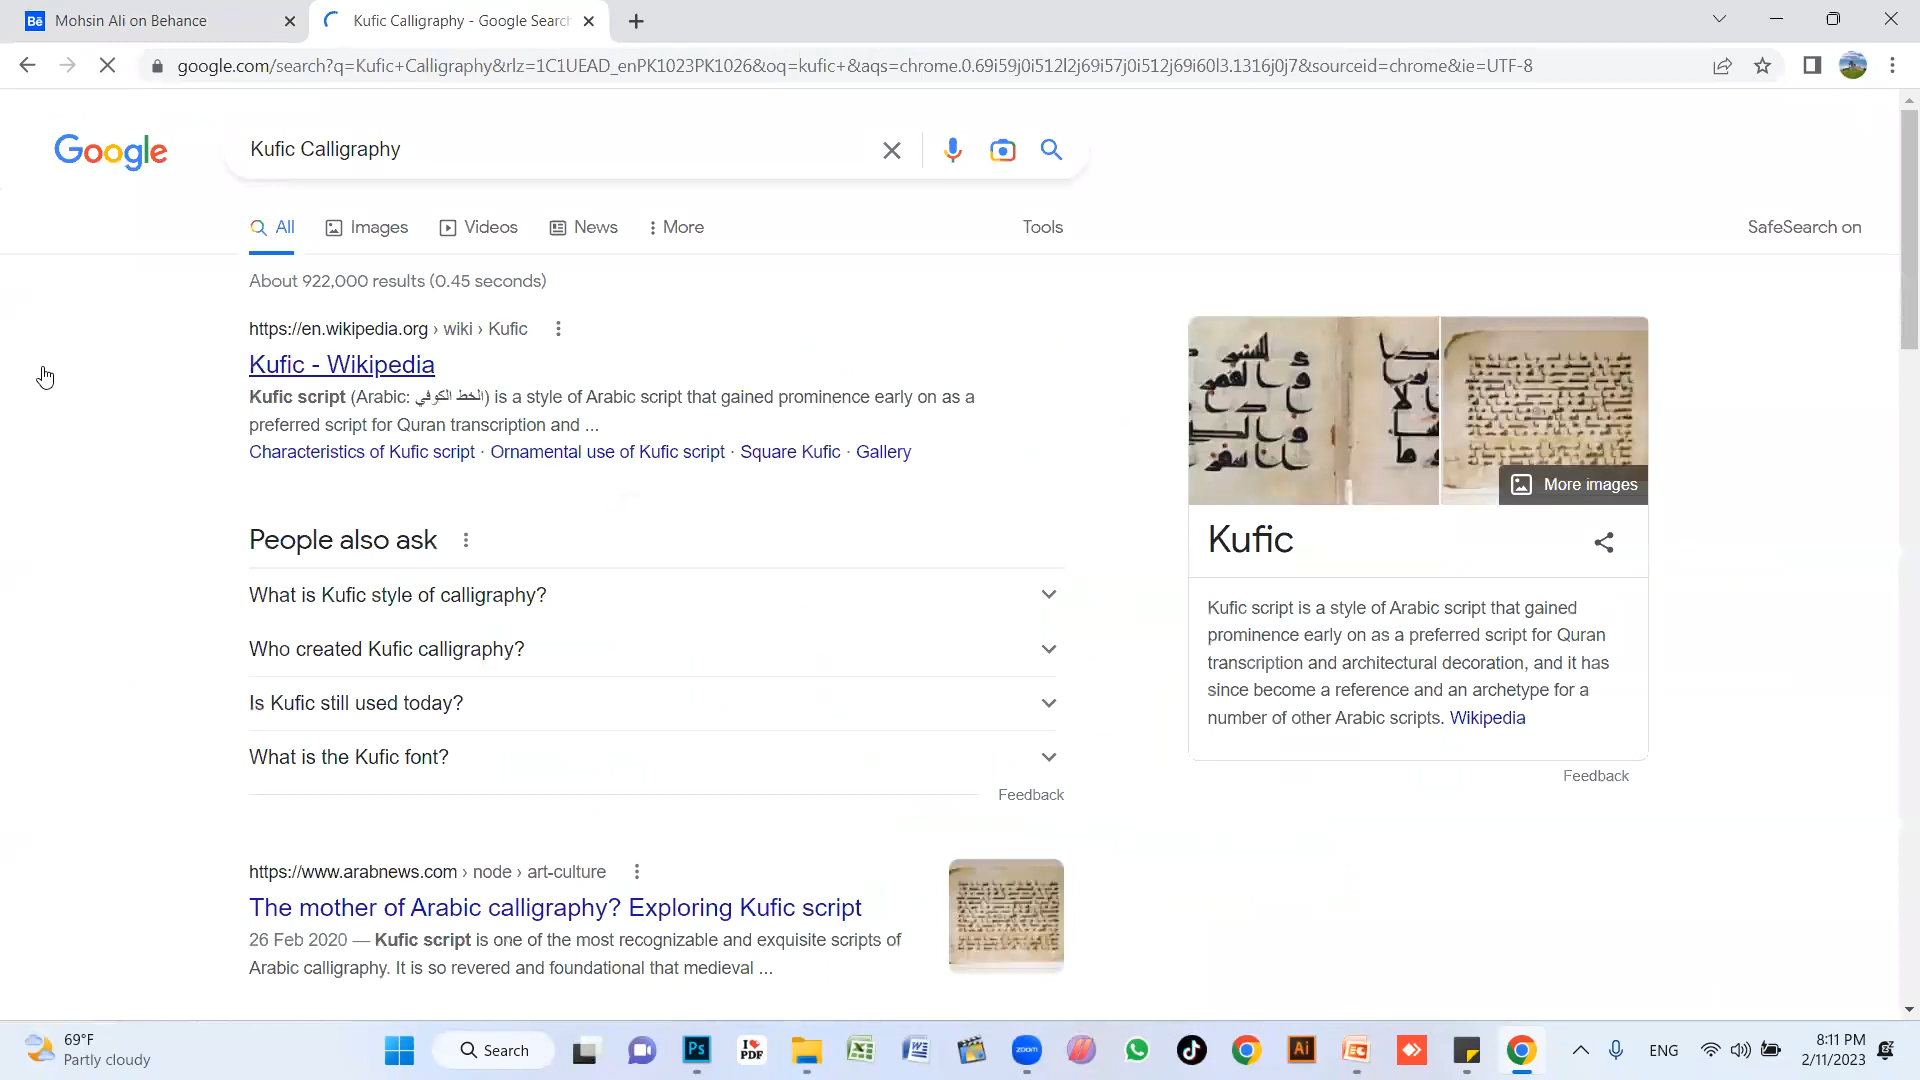 Mohsin Ali on Behance
Kufic Calligraphy - Google Search
google.com/search?q=Kufic+Calligraphy&rlz=1C1UEAD_enPK1023PK1026&oq=kufic+&aqs=chrome.0.69i59j0i512l2j69i57j0i512j69i60l3.1316j0j7&sourceid=chrome&ie=UTF-8
Google
Kufic Calligraphy
All Images Videos News More Tools SafeSearch on
About 922,000 results (0.45 seconds)
https://en.wikipedia.org › wiki › Kufic
Kufic - Wikipedia
Kufic script (Arabic: الخط الكوفي) is a style of Arabic script that gained prominence early on as a
preferred script for Quran transcription and ...
Characteristics of Kufic script · Ornamental use of Kufic script · Square Kufic · Gallery
People also ask
What is Kufic style of calligraphy?
Who created Kufic calligraphy?
Is Kufic still used today?
What is the Kufic font?
Feedback
https://www.arabnews.com › node › art-culture
The mother of Arabic calligraphy? Exploring Kufic script
26 Feb 2020 — Kufic script is one of the most recognizable and exquisite scripts of
Arabic calligraphy. It is so revered and foundational that medieval ...
More images
Kufic
Kufic script is a style of Arabic script that gained
prominence early on as a preferred script for Quran
transcription and architectural decoration, and it has
since become a reference and an archetype for a
number of other Arabic scripts. Wikipedia
Feedback
69°F
Partly cloudy
Search
Ps
I PDF
zoom
Ai
EC
ENG
8:11 PM
2/11/2023